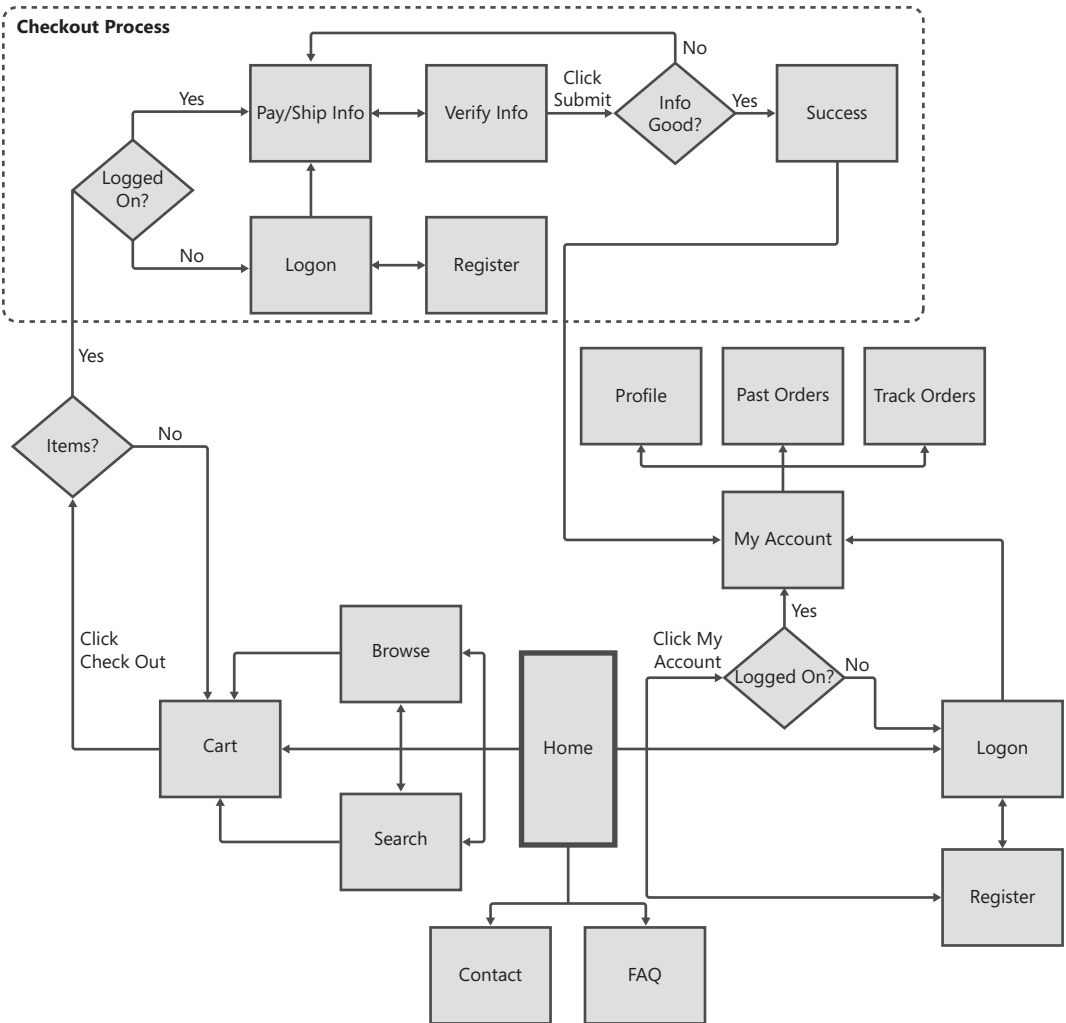 Checkout Process
No
Yes
Pay/Ship Info
Verify Info
Click
Submit
Info
Good?
Yes
Success
Logged
On?
No
Logon
Register
Yes
Profile
Past Orders
Track Orders
Items?
No
My Account
Yes
Click
Check Out
Browse
Click My
Account
Logged On?
No
Cart
Home
Logon
Search
Register
Contact
FAQ